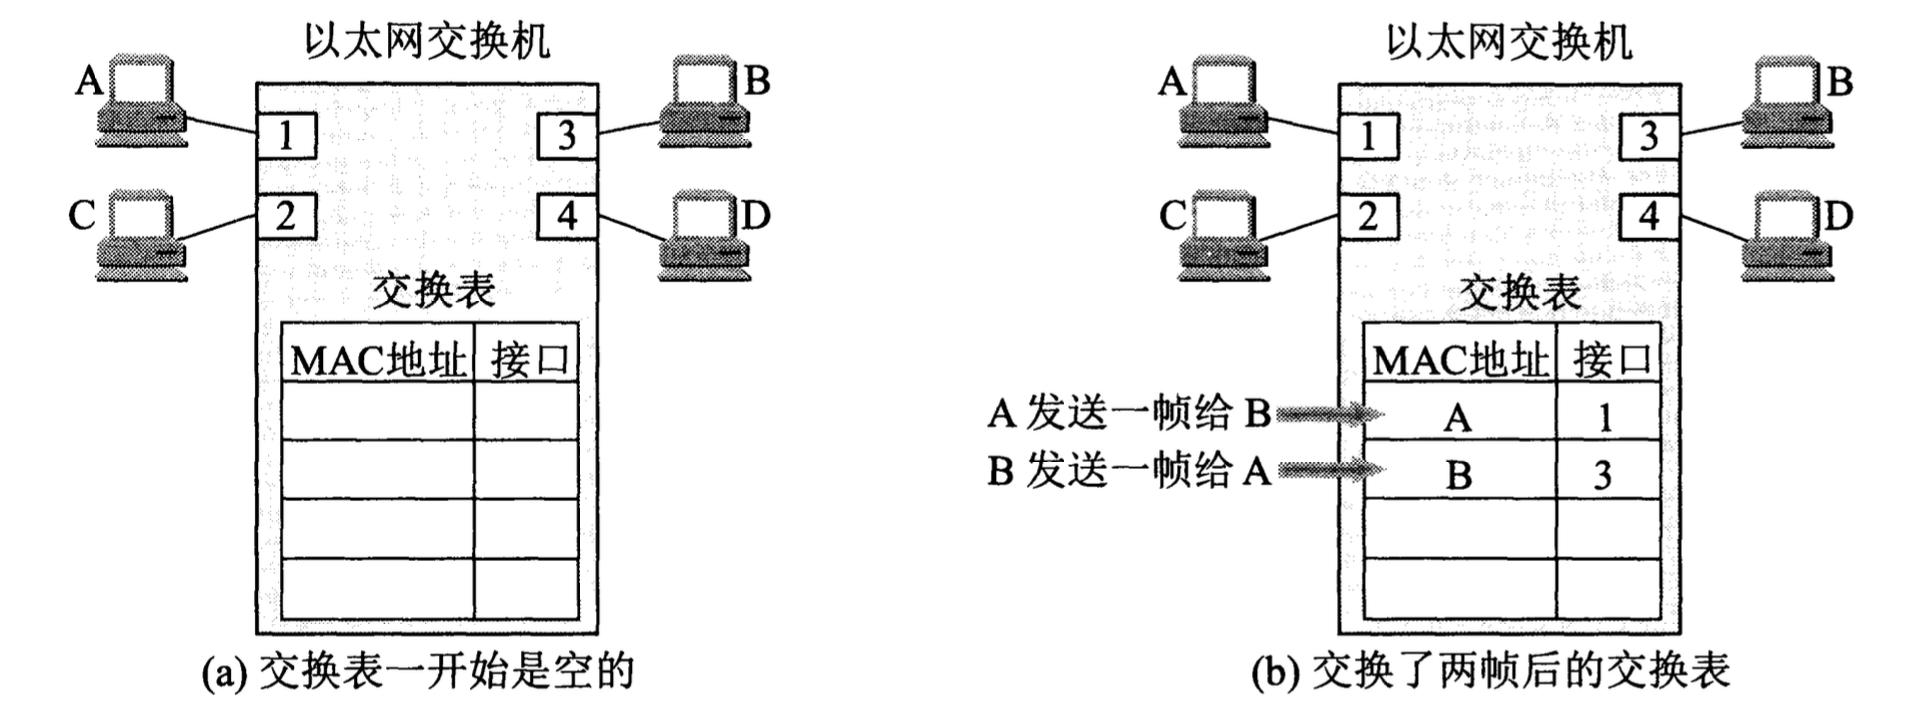 以太网交换机
A
1
3
B
C
2
4
D
交换表
MAC地址 接口
(a) 交换表一开始是空的
以太网交换机
A
1
3
B
C
2
4
D
交换表
MAC地址 接口
A 发送一帧给 B
A 1
B 发送一帧给 A
B 3
(b) 交换了两帧后的交换表